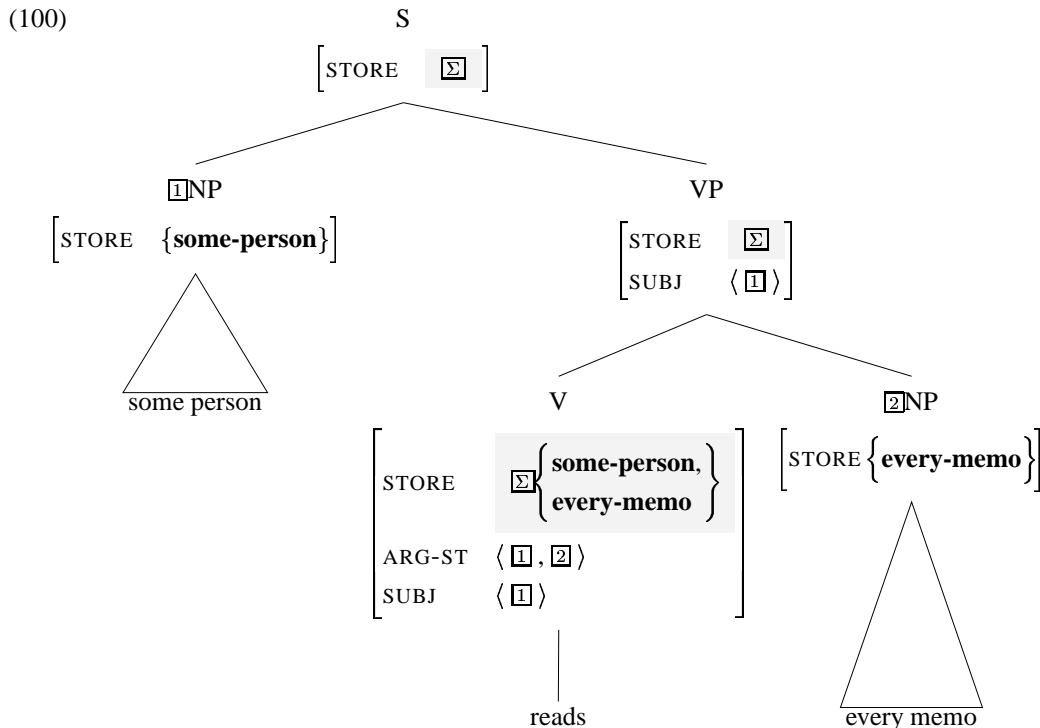 (100) S
[STORE Σ]
1NP VP
[STORE {some-person}] [STORE Σ
SUBJ ⟨ 1 ⟩]
some person
V 2NP
[STORE Σ{some-person,
every-memo} [STORE {every-memo}]
ARG-ST ⟨ 1 , 2 ⟩
SUBJ ⟨ 1 ⟩]
reads every memo